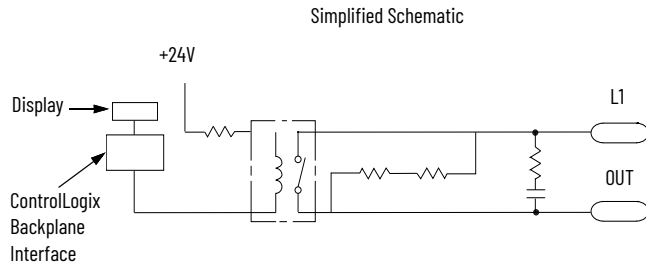 Simplified Schematic
+24V
Display
L1
ControlLogix
Backplane
Interface
OUT